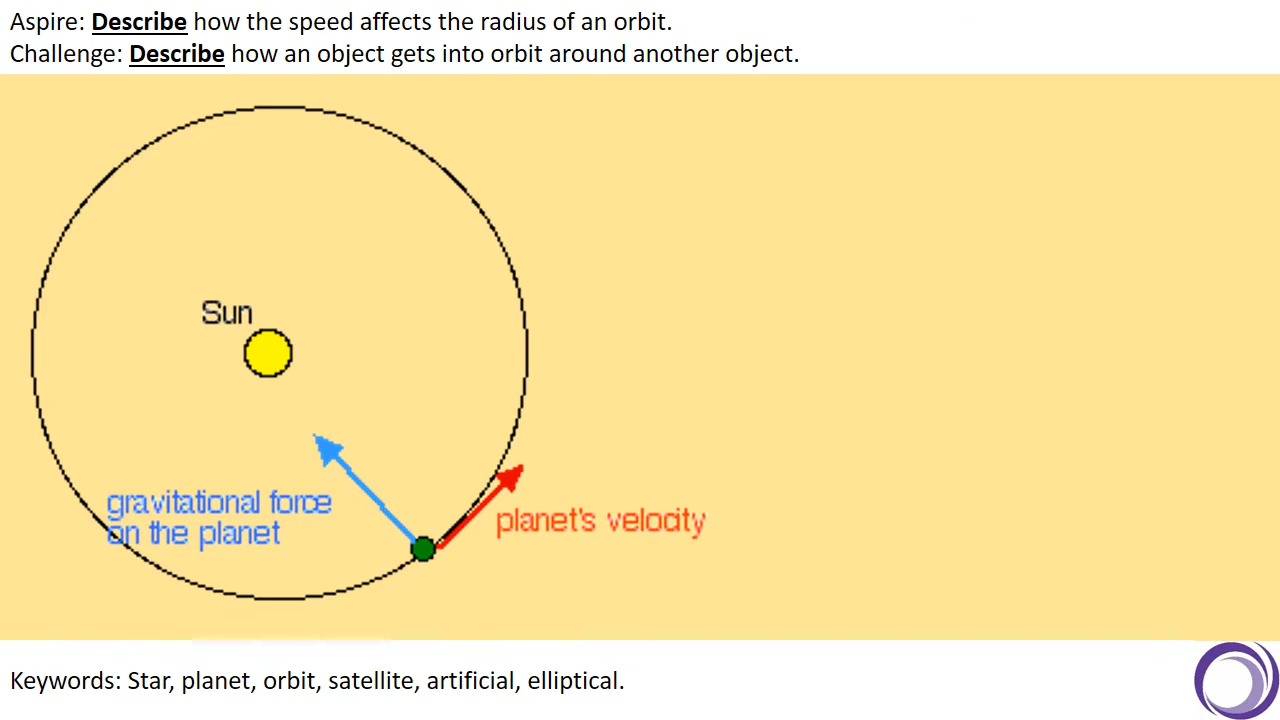 Aspire: Describe how the speed affects the radius of an orbit.
Challenge: Describe how an object gets into orbit around another object.
Sun
gravitational force
on the planet
planet's velocity
Keywords: Star, planet, orbit, satellite, artificial, elliptical.